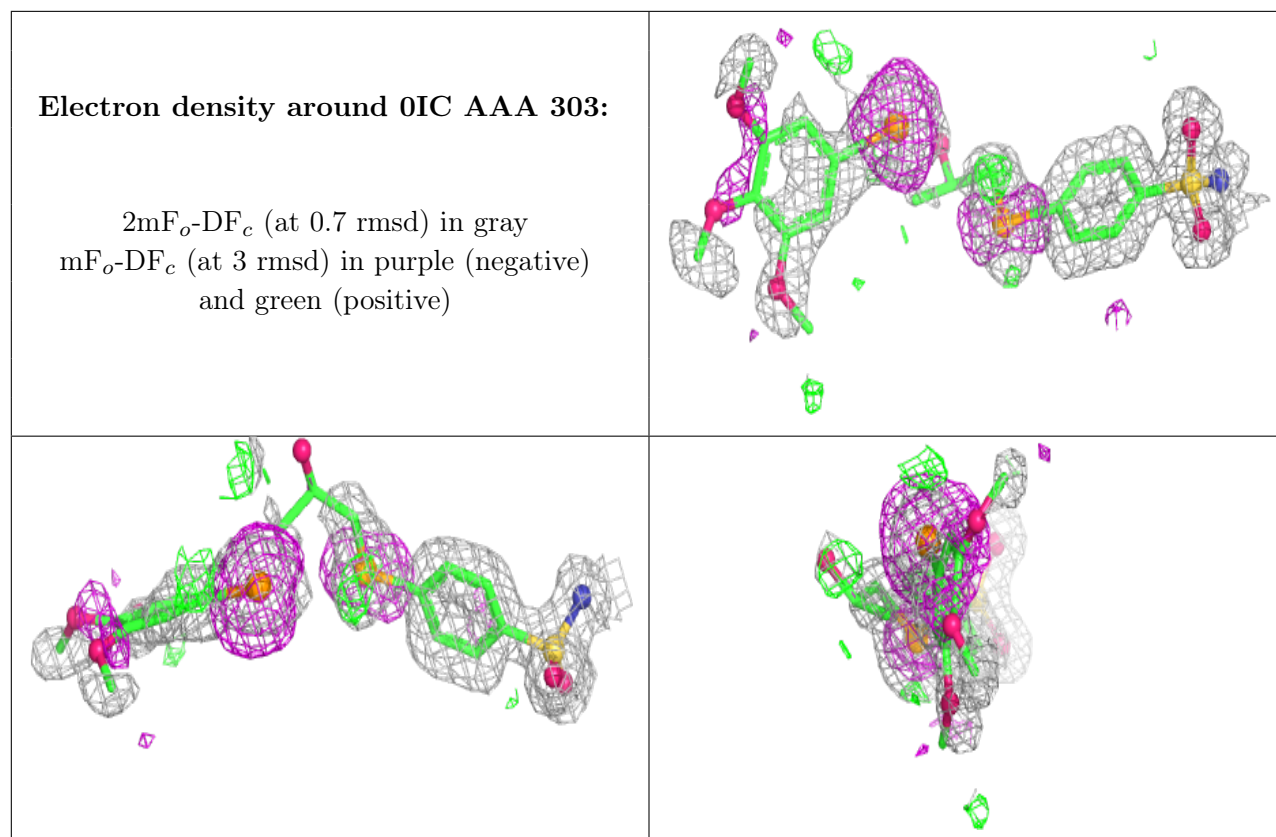 Electron density around 0IC AAA 303:
2mFo-DFc (at 0.7 rmsd) in gray
mFo-DFc (at 3 rmsd) in purple (negative)
and green (positive)